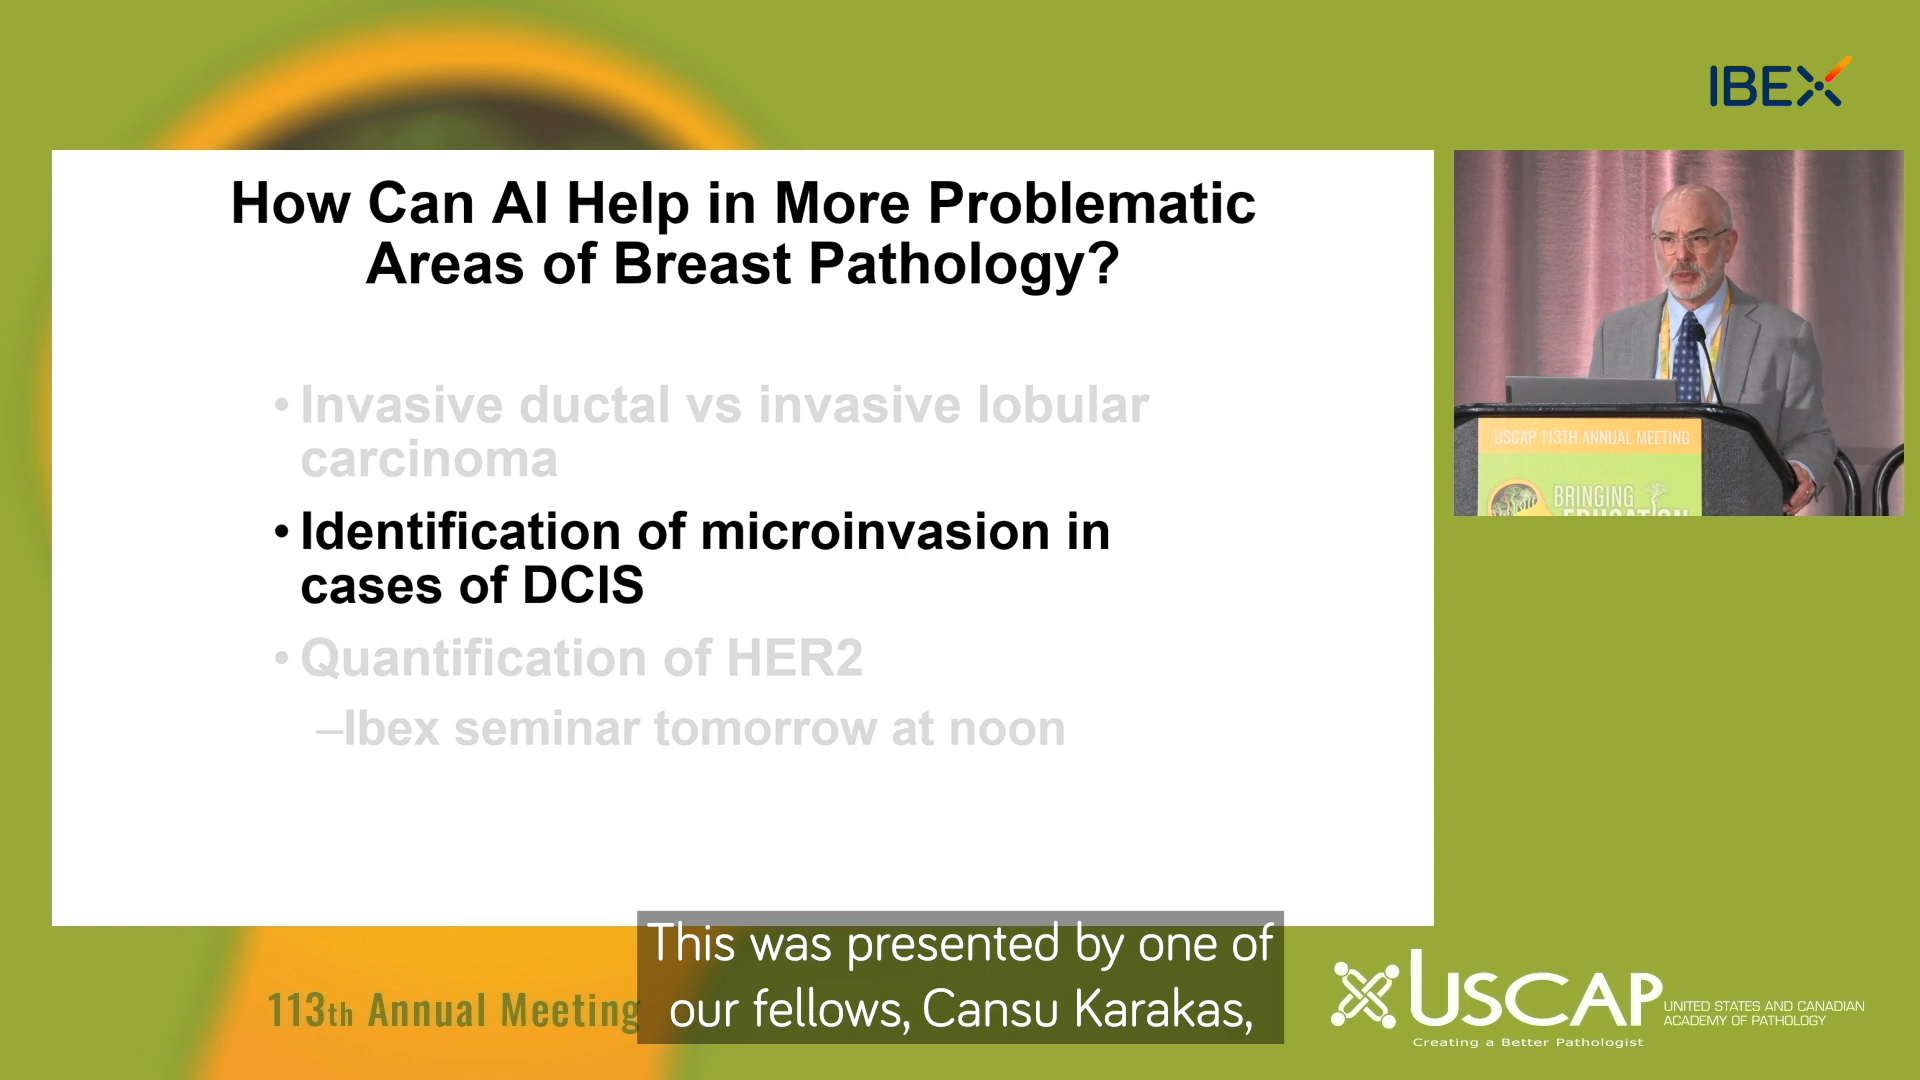 IBEX
How Can AI Help in More Problematic
Areas of Breast Pathology?
• Invasive ductal vs invasive lobular
carcinoma
• Identification of microinvasion in
cases of DCIS
• Quantification of HER2
–Ibex seminar tomorrow at noon
USCAP 113TH ANNUAL MEETING
BRINGING
EDUCATION
This was presented by one of
our fellows, Cansu Karakas,
113th Annual Meeting
USCAP
UNITED STATES AND CANADIAN
ACADEMY OF PATHOLOGY
Creating a Better Pathologist